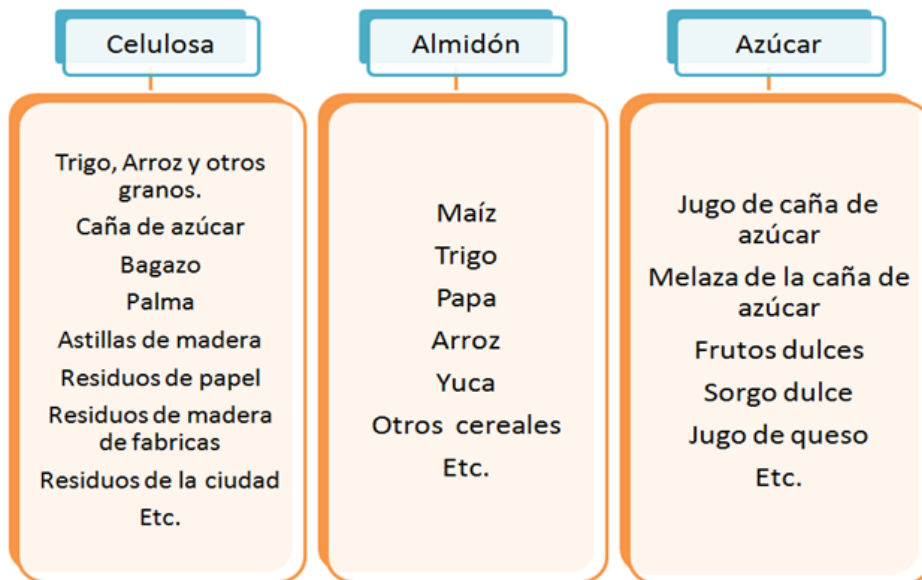 Celulosa
Trigo, Arroz y otros
granos.
Caña de azúcar
Bagazo
Palma
Astillas de madera
Residuos de papel
Residuos de madera
de fabricas
Residuos de la ciudad
Etc.
Almidón
Maíz
Trigo
Papa
Arroz
Yuca
Otros cereales
Etc.
Azúcar
Jugo de caña de
azúcar
Melaza de la caña de
azúcar
Frutos dulces
Sorgo dulce
Jugo de queso
Etc.